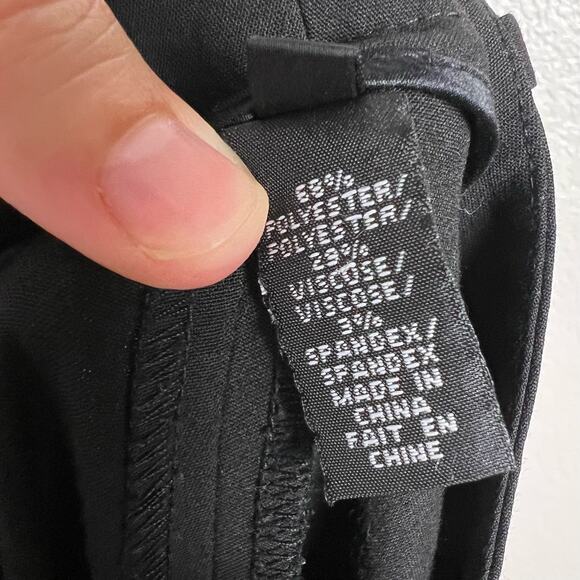 68%
POLYESTER/
POLYESTER/
29%
VISCOSE/
VISCOSE/
3%
SPANDEX/
SPANDEX
MADE IN
CHINA
FAIT EN
CHINE